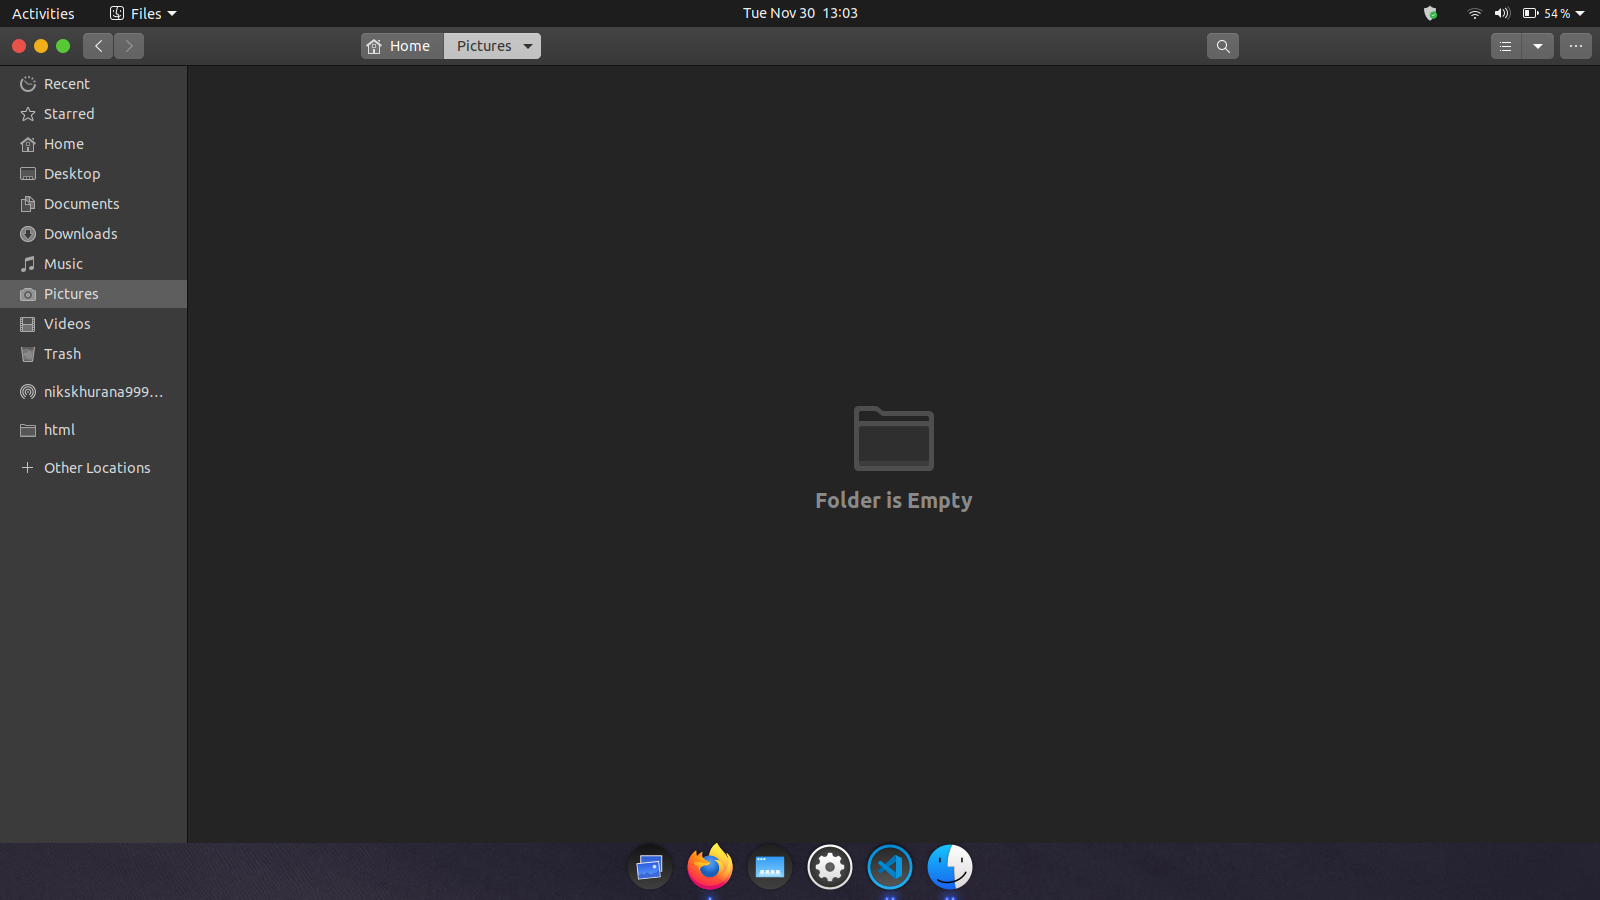 Activities Files Tue Nov 30 13:03 54 %
Home Pictures
Recent
Starred
Home
Desktop
Documents
Downloads
Music
Pictures
Videos
Trash
nikskhurana999...
html
Other Locations
Folder is Empty